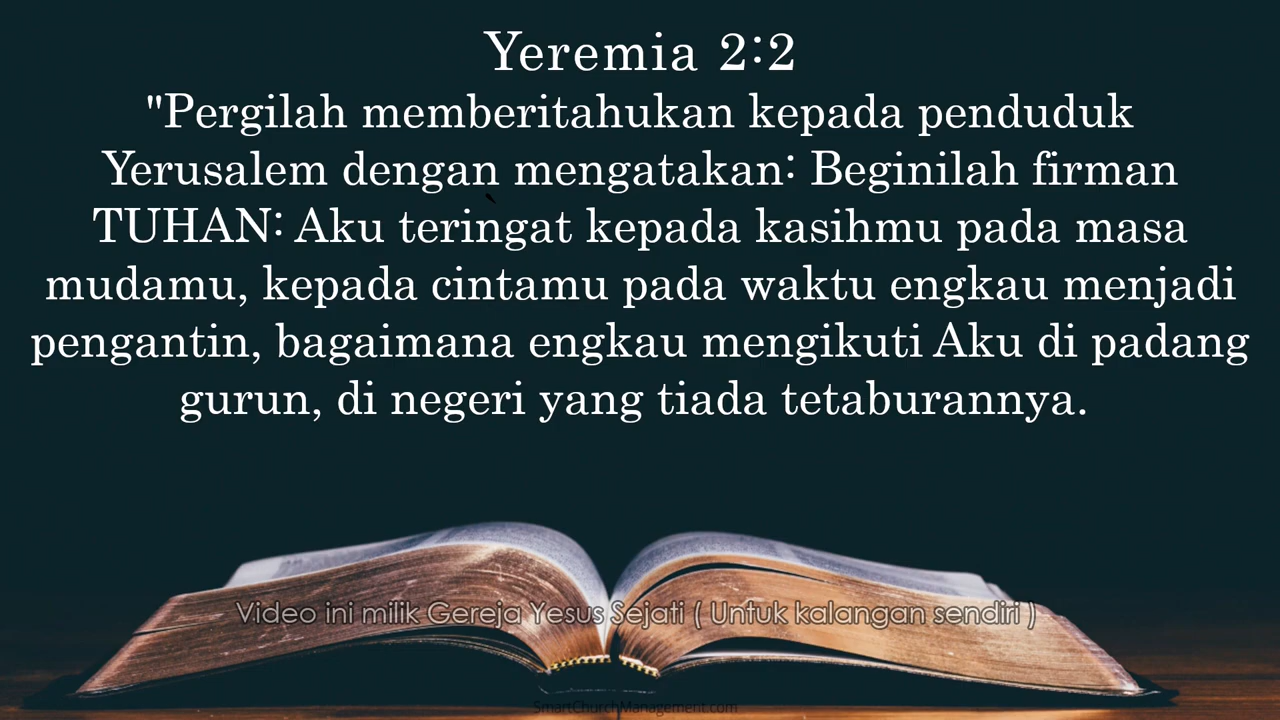 Yeremia 2:2
"Pergilah memberitahukan kepada penduduk
Yerusalem dengan mengatakan: Beginilah firman
TUHAN: Aku teringat kepada kasihmu pada masa
mudamu, kepada cintamu pada waktu engkau menjadi
pengantin, bagaimana engkau mengikuti Aku di padang
gurun, di negeri yang tiada tetaburannya.
Video ini milik Gereja Yesus Sejati ( Untuk kalangan sendiri )
SmartChurchManagement.com